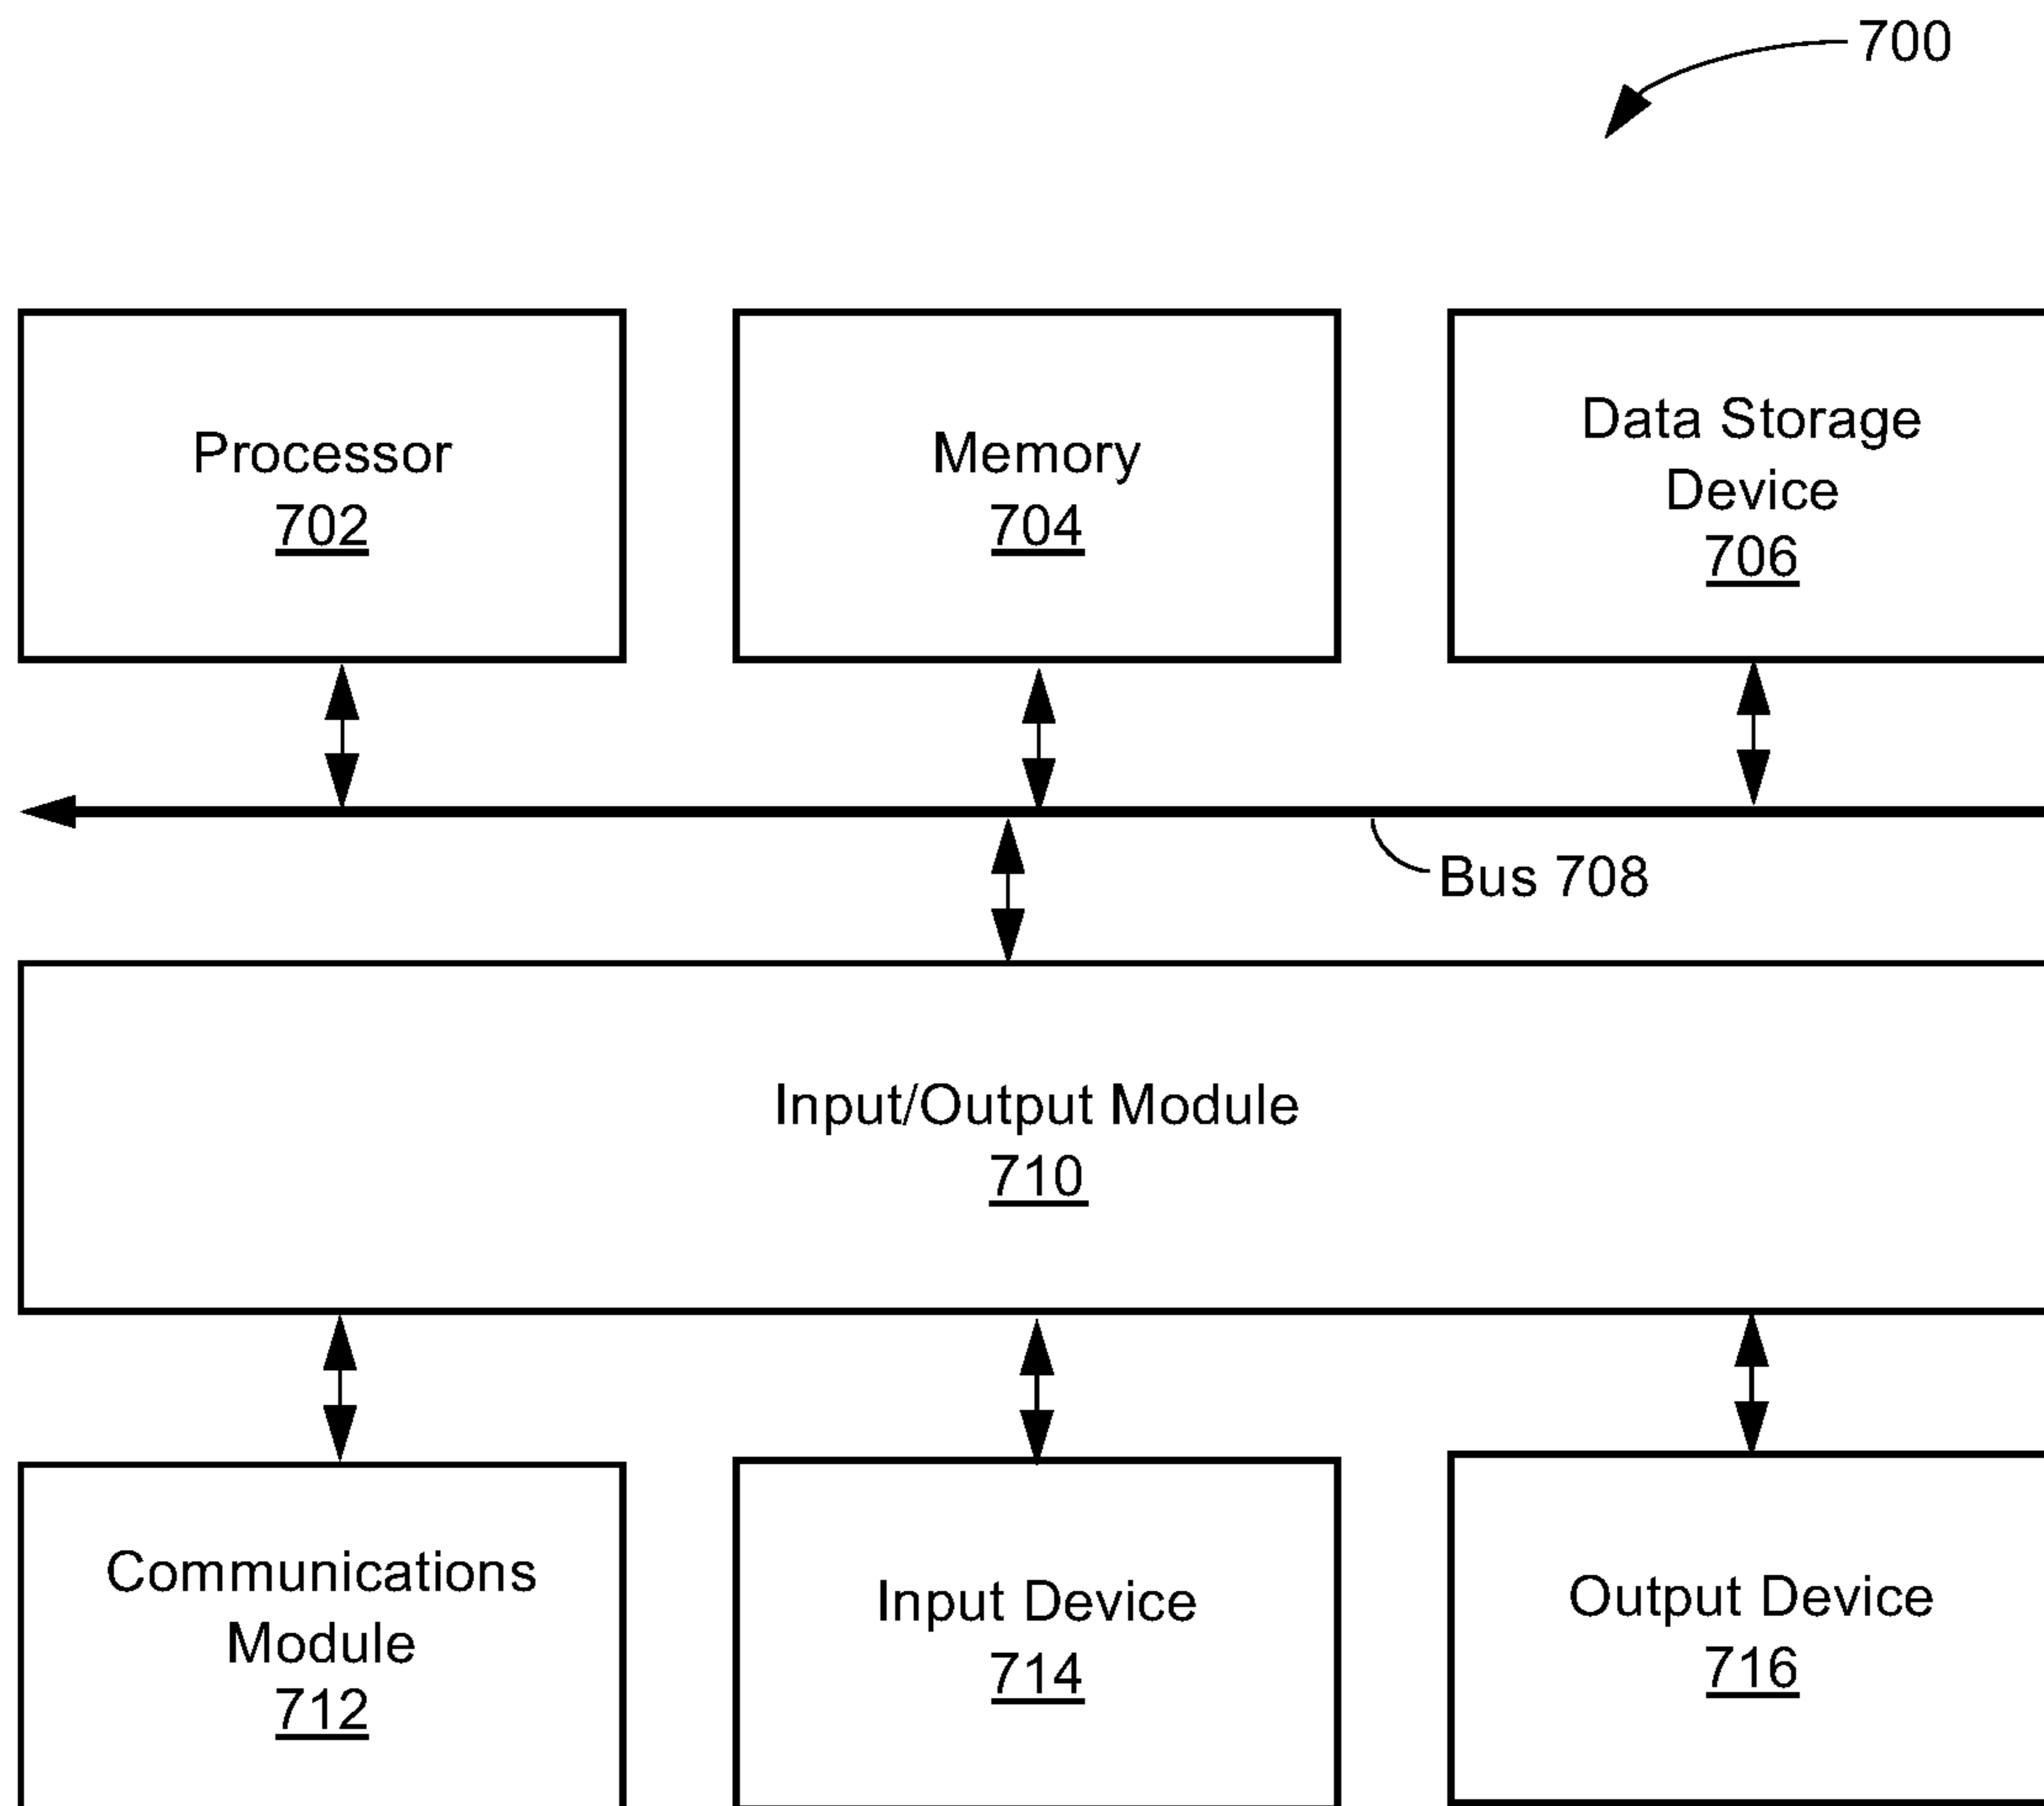 700
Processor
702
Memory
704
Data Storage
Device
706
Bus 708
Input/Output Module
710
Communications
Module
712
Input Device
714
Output Device
716